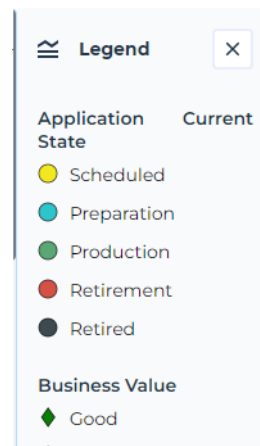 Legend
Application Current
State
Scheduled
Preparation
Production
Retirement
Retired
Business Value
Good